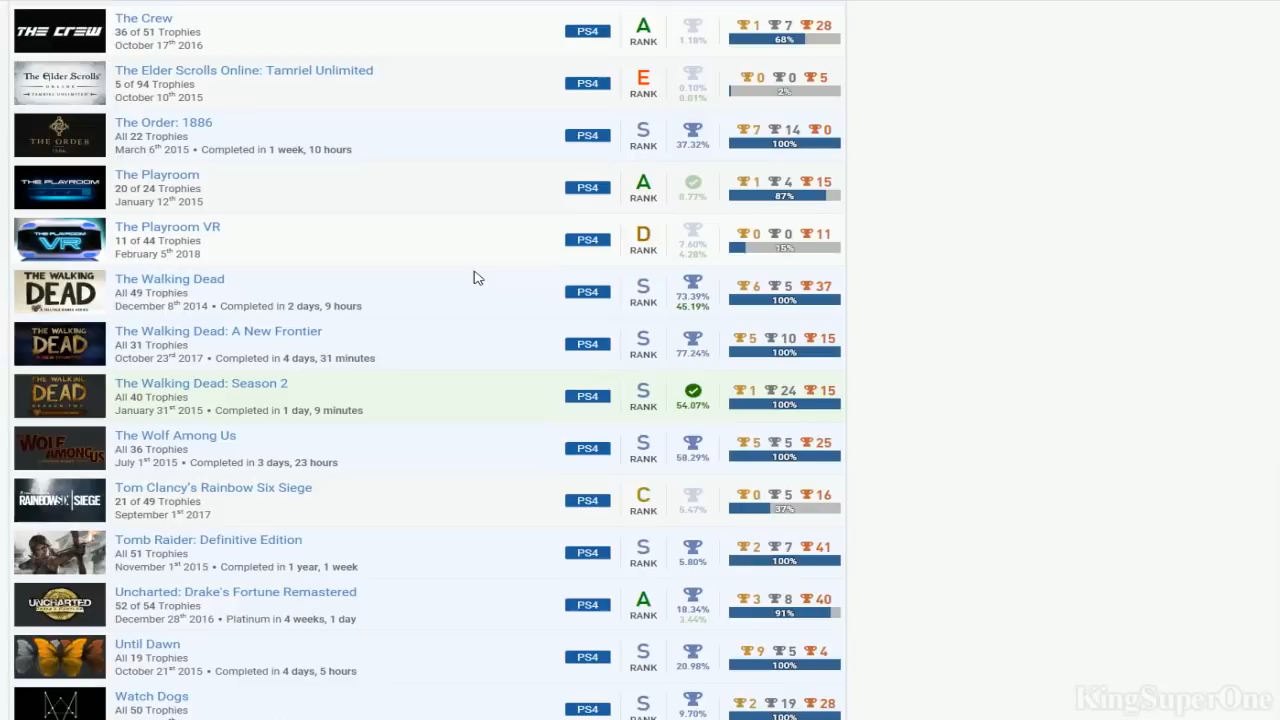 THE CREW
The Crew
36 of 51 Trophies
October 17th 2016
PS4
A
RANK
1.18%
1 7 28
68%
The Elder Scrolls
ONLINE
TAMRIEL UNLIMITED
The Elder Scrolls Online: Tamriel Unlimited
5 of 94 Trophies
October 10th 2015
PS4
E
RANK
0.10%
0.01%
0 0 5
2%
THE ORDER
1886
The Order: 1886
All 22 Trophies
March 6th 2015 • Completed in 1 week, 10 hours
PS4
S
RANK
37.32%
7 14 0
100%
THE PLAYROOM
The Playroom
20 of 24 Trophies
January 12th 2015
PS4
A
RANK
8.77%
1 4 15
87%
THE PLAYROOM
VR
The Playroom VR
11 of 44 Trophies
February 5th 2018
PS4
D
RANK
7.60%
4.28%
0 0 11
15%
THE WALKING
DEAD
The Walking Dead
All 49 Trophies
December 8th 2014 • Completed in 2 days, 9 hours
PS4
S
RANK
73.39%
45.19%
6 5 37
100%
THE WALKING
DEAD
The Walking Dead: A New Frontier
All 31 Trophies
October 23rd 2017 • Completed in 4 days, 31 minutes
PS4
S
RANK
77.24%
5 10 15
100%
THE WALKING
DEAD
The Walking Dead: Season 2
All 40 Trophies
January 31st 2015 • Completed in 1 day, 9 minutes
PS4
S
RANK
54.07%
1 24 15
100%
WOLF
AMONG US
The Wolf Among Us
All 36 Trophies
July 1st 2015 • Completed in 3 days, 23 hours
PS4
S
RANK
58.29%
5 5 25
100%
RAINBOW SIX | SIEGE
Tom Clancy's Rainbow Six Siege
21 of 49 Trophies
September 1st 2017
PS4
C
RANK
5.47%
0 5 16
37%
Tomb Raider: Definitive Edition
All 51 Trophies
November 1st 2015 • Completed in 1 year, 1 week
PS4
S
RANK
5.80%
2 7 41
100%
UNCHARTED
Uncharted: Drake's Fortune Remastered
52 of 54 Trophies
December 28th 2016 • Platinum in 4 weeks, 1 day
PS4
A
RANK
18.34%
3.44%
3 8 40
91%
Until Dawn
All 19 Trophies
October 21st 2015 • Completed in 4 days, 5 hours
PS4
S
RANK
20.98%
9 5 4
100%
Watch Dogs
All 50 Trophies
PS4
S
RANK
9.70%
2 19 28
100%
KingSuperOne